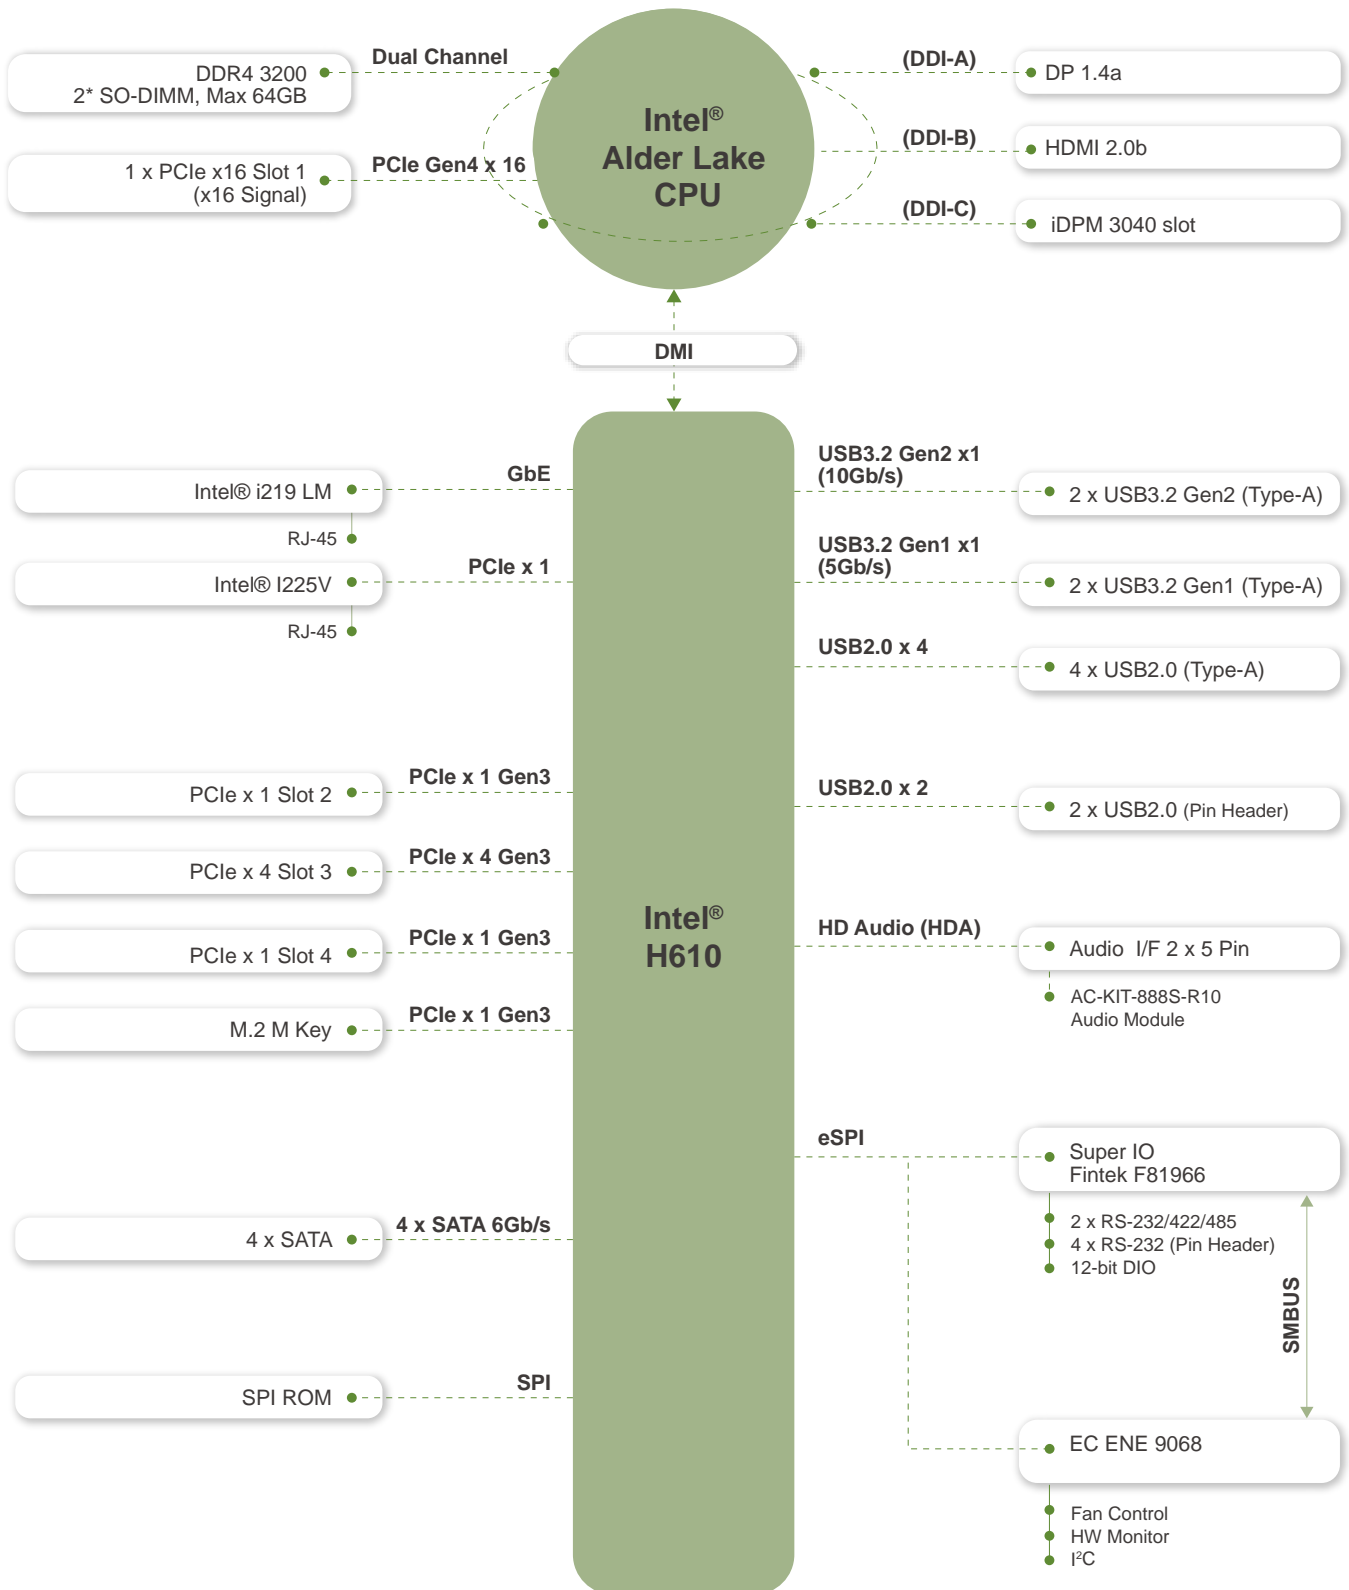 Dual Channel
DDR4 3200
2* SO-DIMM, Max 64GB
PCIe Gen4 x 16
1 x PCIe x16 Slot 1
(x16 Signal)
Intel®
Alder Lake
CPU
(DDI-A)
DP 1.4a
(DDI-B)
HDMI 2.0b
(DDI-C)
iDPM 3040 slot
DMI
GbE
Intel® i219 LM
RJ-45
PCIe x 1
Intel® I225V
RJ-45
PCIe x 1 Gen3
PCIe x 1 Slot 2
PCIe x 4 Gen3
PCIe x 4 Slot 3
PCIe x 1 Gen3
PCIe x 1 Slot 4
PCIe x 1 Gen3
M.2 M Key
4 x SATA 6Gb/s
4 x SATA
SPI
SPI ROM
Intel®
H610
USB3.2 Gen2 x1
(10Gb/s)
2 x USB3.2 Gen2 (Type-A)
USB3.2 Gen1 x1
(5Gb/s)
2 x USB3.2 Gen1 (Type-A)
USB2.0 x 4
4 x USB2.0 (Type-A)
USB2.0 x 2
2 x USB2.0 (Pin Header)
HD Audio (HDA)
Audio I/F 2 x 5 Pin
AC-KIT-888S-R10
Audio Module
eSPI
Super IO
Fintek F81966
2 x RS-232/422/485
4 x RS-232 (Pin Header)
12-bit DIO
SMBUS
EC ENE 9068
Fan Control
HW Monitor
I²C